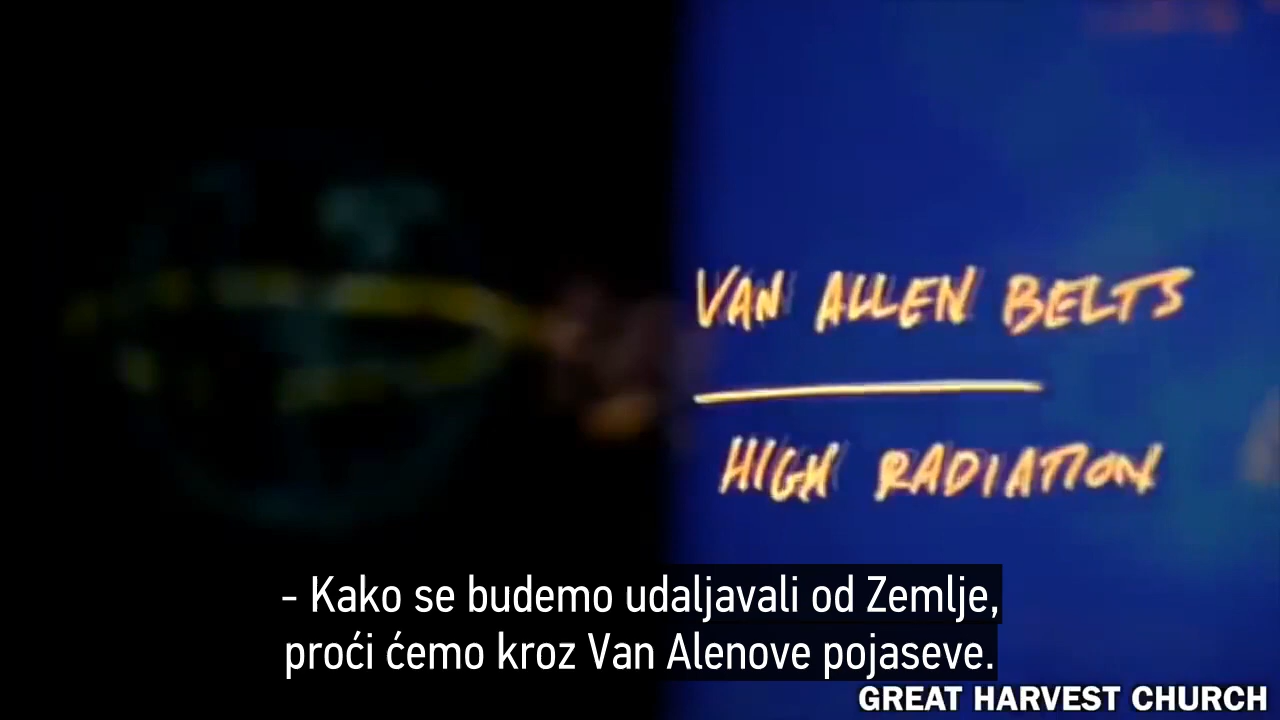 VAN ALLEN BELTS
HIGH RADIATION
- Kako se budemo udaljavali od Zemlje,
proći ćemo kroz Van Alenove pojaseve.
GREAT HARVEST CHURCH